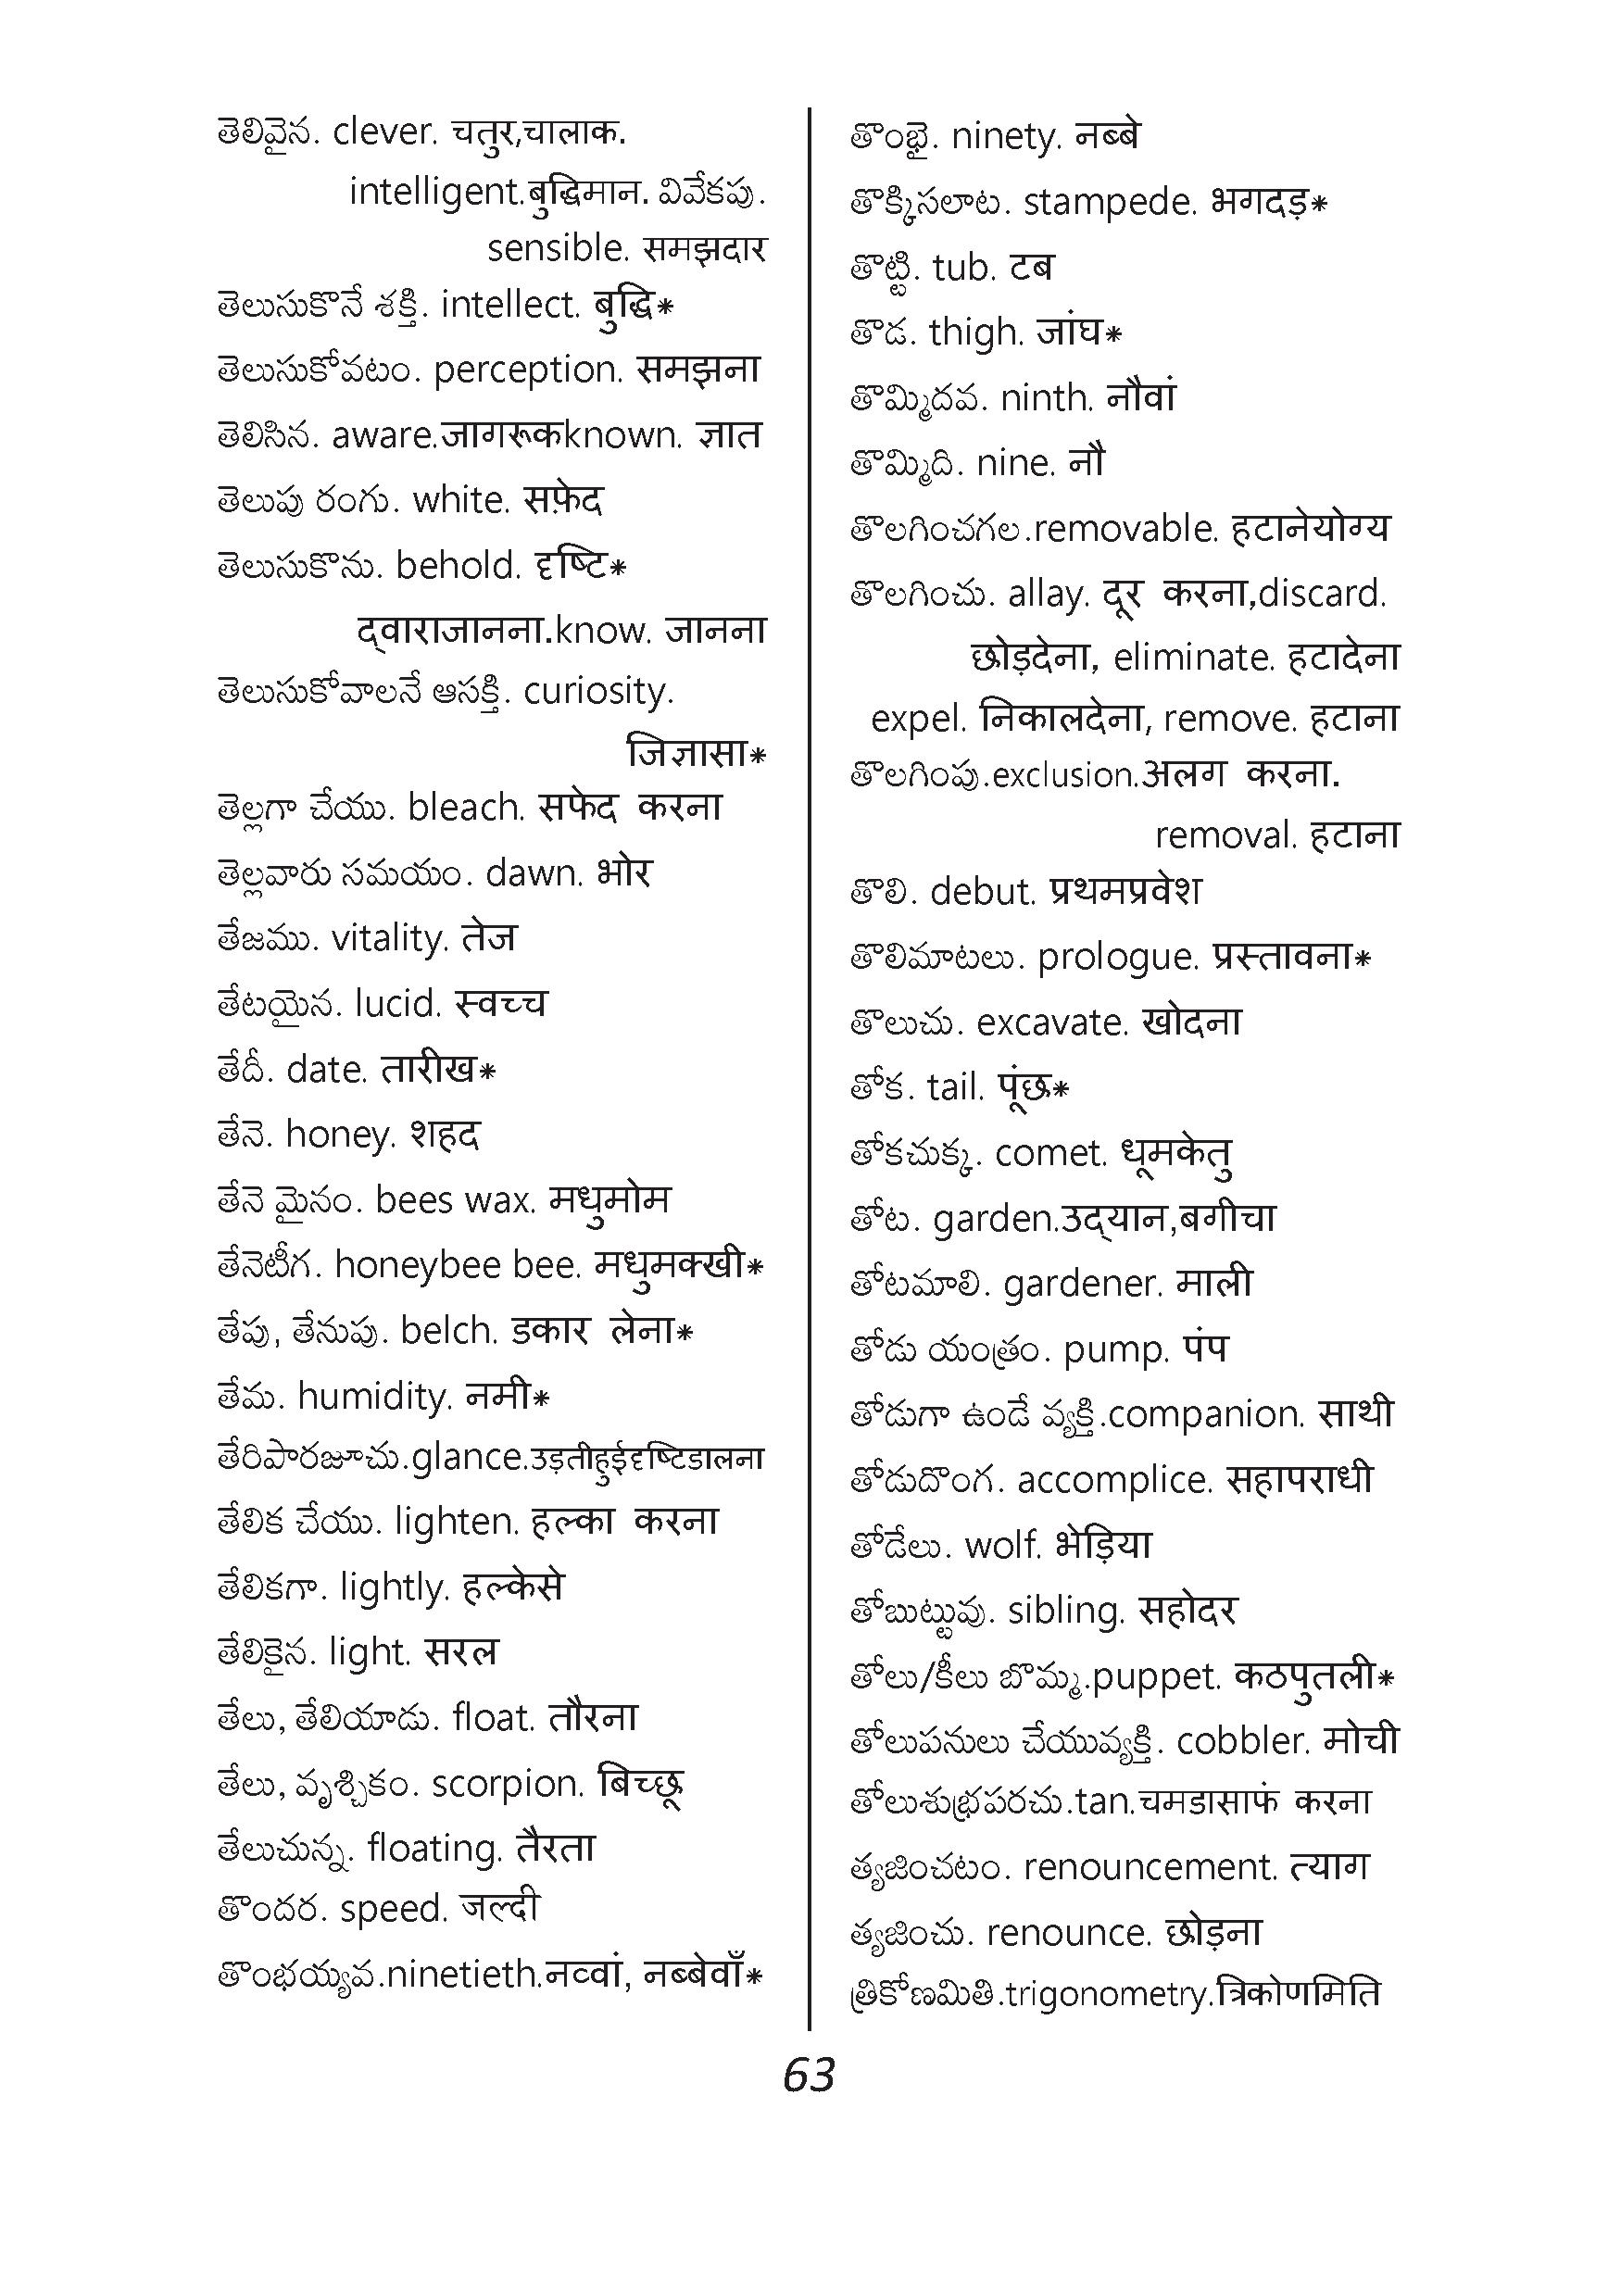 తెలివైన. clever. चतुर,चालाक.
intelligent.बुद्धिमान. వివేకపు.
sensible. समझदार
తెలుసుకొనే శక్తి. intellect. बुद्धि*
తెలుసుకోవటం. perception. समझना
తెలిసిన. aware.जागरूकknown. ज्ञात
తెలుపు రంగు. white. सफ़ेद
తెలుసుకొను. behold. दृष्टि*
द्वाराजानना.know. जानना
తెలుసుకోవాలనే ఆసక్తి. curiosity.
जिज्ञासा*
తెల్లగా చేయు. bleach. सफेद करना
తెల్లవారు సమయం. dawn. भोर
తేజము. vitality. तेज
తేటయైన. lucid. स्वच्च
తేదీ. date. तारीख*
తేనె. honey. शहद
తేనె మైనం. bees wax. मधुमोम
తేనెటీగ. honeybee bee. मधुमक्खी*
తేపు, తేనుపు. belch. डकार लेना*
తేమ. humidity. नमी*
తేరిపారజూచు.glance.उड़तीहुईदृष्टिडालना
తేలిక చేయు. lighten. हल्का करना
తేలికగా. lightly. हल्केसे
తేలికైన. light. सरल
తేలు, తేలియాడు. float. तौरना
తేలు, వృశ్చికం. scorpion. बिच्छू
తేలుచున్న. floating. तैरता
తొందర. speed. जल्दी
తొంభయ్యవ.ninetieth.नव्वां, नब्बेवाँ*
తొంభై. ninety. नब्बे
తొక్కిసలాట. stampede. भगदड़*
తొట్టి. tub. टब
తొడ. thigh. जांघ*
తొమ్మిదవ. ninth. नौवां
తొమ్మిది. nine. नौ
తొలగించగల.removable. हटानेयोग्य
తొలగించు. allay. दूर करना,discard.
छोड़देना, eliminate. हटादेना
expel. निकालदेना, remove. हटाना
తొలగింపు.exclusion.अलग करना.
removal. हटाना
తొలి. debut. प्रथमप्रवेश
తొలిమాటలు. prologue. प्रस्तावना*
తొలుచు. excavate. खोदना
తోక. tail. पूंछ*
తోకచుక్క. comet. धूमकेतु
తోట. garden.उद्यान,बगीचा
తోటమాలి. gardener. माली
తోడు యంత్రం. pump. पंप
తోడుగా ఉండే వ్యక్తి.companion. साथी
తోడుదొంగ. accomplice. सहापराधी
తోడేలు. wolf. भेड़िया
తోబుట్టువు. sibling. सहोदर
తోలు/కీలు బొమ్మ.puppet. कठपुतली*
తోలుపనులు చేయువ్యక్తి. cobbler. मोची
తోలుశుభ్రపరచు.tan.चमडासाफं करना
త్యజించటం. renouncement. त्याग
త్యజించు. renounce. छोड़ना
త్రికోణమితి.trigonometry.त्रिकोणमिति
63